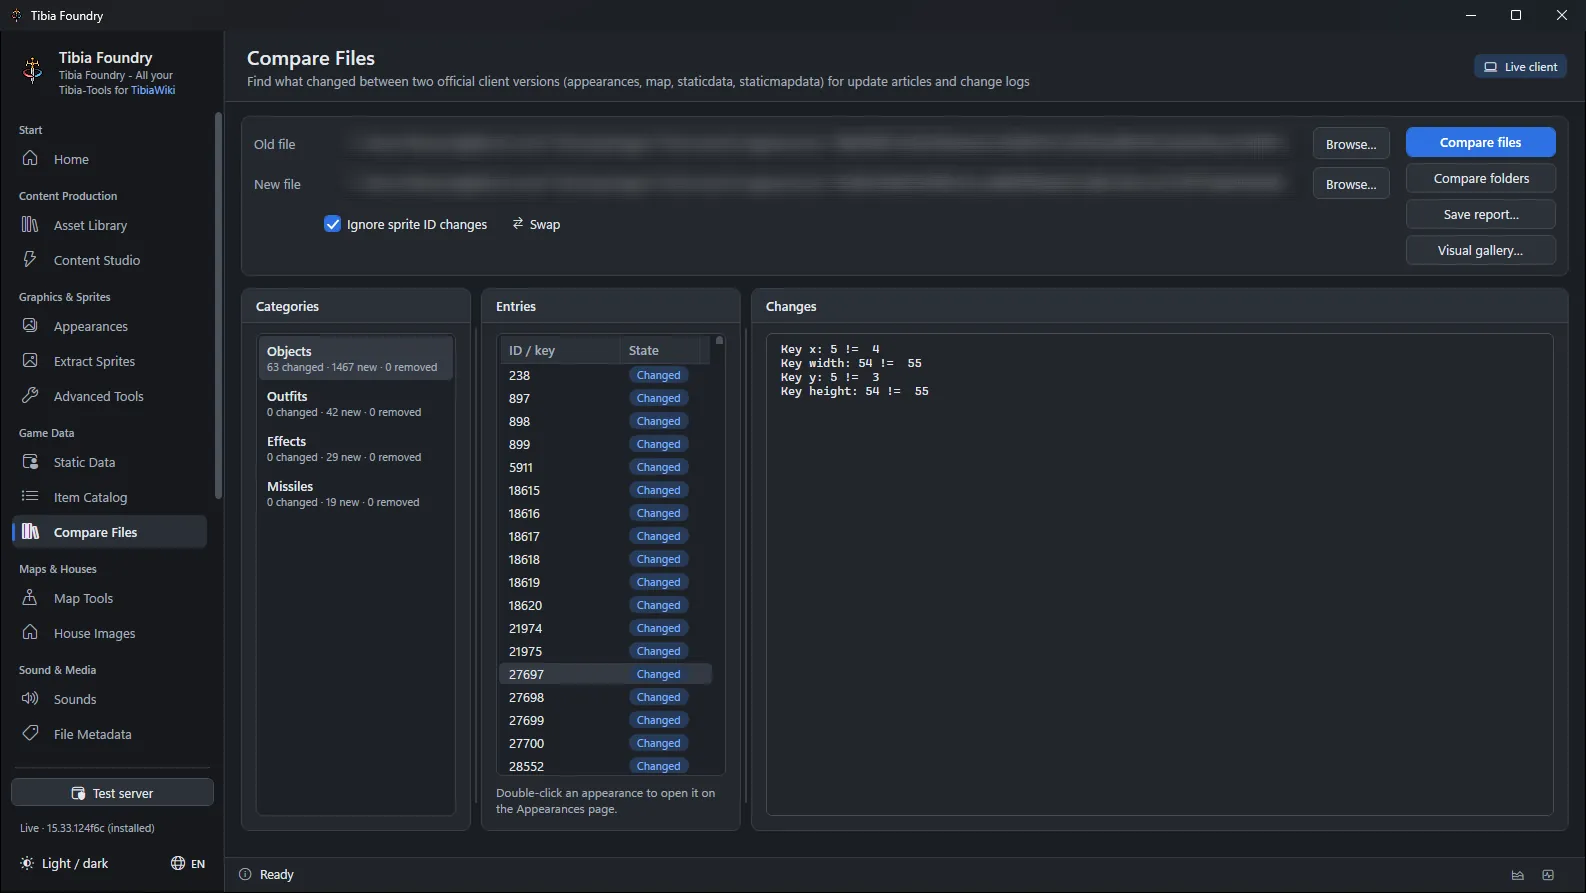 Tibia Foundry
Tibia Foundry
Tibia Foundry - All your
Tibia-Tools for TibiaWiki
Start
Home
Content Production
Asset Library
Content Studio
Graphics & Sprites
Appearances
Extract Sprites
Advanced Tools
Game Data
Static Data
Item Catalog
Compare Files
Maps & Houses
Map Tools
House Images
Sound & Media
Sounds
File Metadata
Test server
Live · 15.33.124f6c (installed)
Light / dark
EN
Compare Files
Find what changed between two official client versions (appearances, map, staticdata, staticmapdata) for update articles and change logs
Live client
Old file
Browse...
New file
Browse...
Ignore sprite ID changes
Swap
Compare files
Compare folders
Save report...
Visual gallery...
Categories
Objects
63 changed · 1467 new · 0 removed
Outfits
0 changed · 42 new · 0 removed
Effects
0 changed · 29 new · 0 removed
Missiles
0 changed · 19 new · 0 removed
Entries
ID / key State
238 Changed
897 Changed
898 Changed
899 Changed
5911 Changed
18615 Changed
18616 Changed
18617 Changed
18618 Changed
18619 Changed
18620 Changed
21974 Changed
21975 Changed
27697 Changed
27698 Changed
27699 Changed
27700 Changed
28552 Changed
Double-click an appearance to open it on
the Appearances page.
Changes
Key x: 5 !=  4
Key width: 54 !=  55
Key y: 5 !=  3
Key height: 54 !=  55
Ready